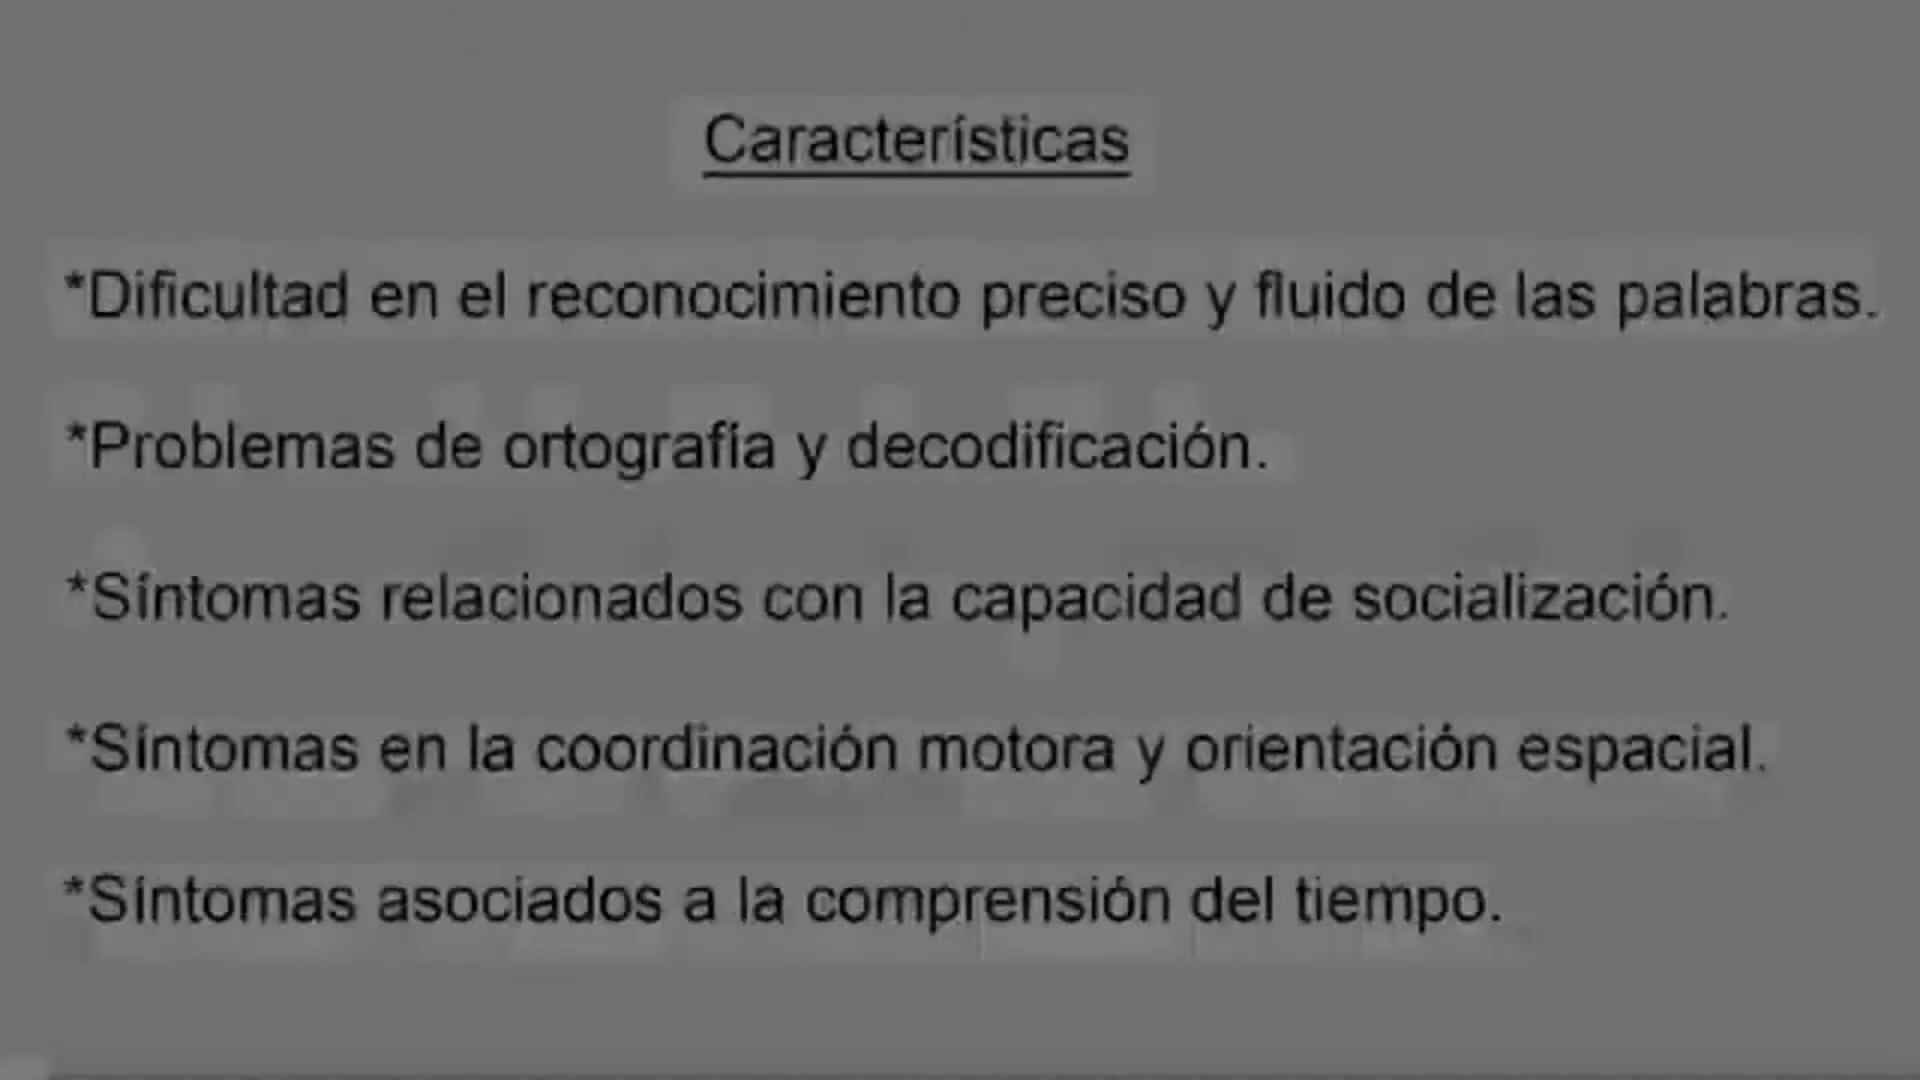 Características
*Dificultad en el reconocimiento preciso y fluido de las palabras.
*Problemas de ortografía y decodificación.
*Síntomas relacionados con la capacidad de socialización.
*Síntomas en la coordinación motora y orientación espacial.
*Síntomas asociados a la comprensión del tiempo.